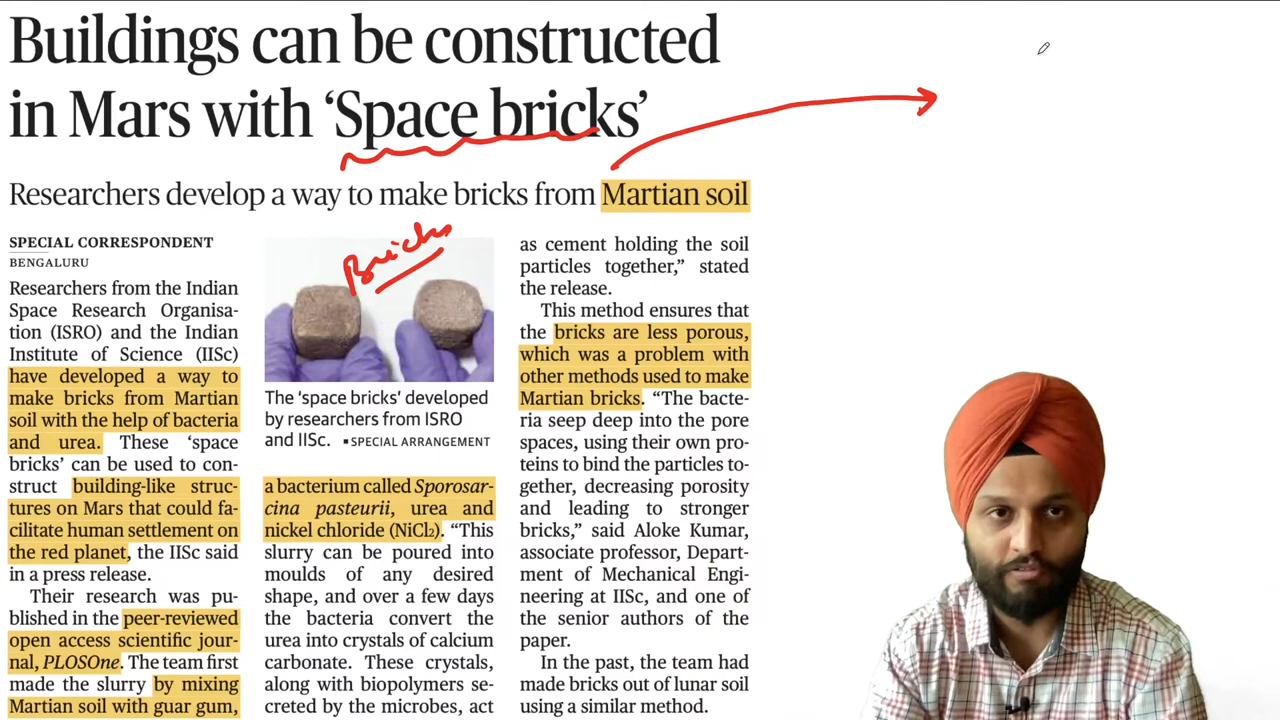 Buildings can be constructed
in Mars with ‘Space bricks’
Researchers develop a way to make bricks from Martian soil
SPECIAL CORRESPONDENT
BENGALURU
Researchers from the Indian
Space Research Organisa-
tion (ISRO) and the Indian
Institute of Science (IISc)
have developed a way to
make bricks from Martian
soil with the help of bacteria
and urea. These ‘space
bricks’ can be used to con-
struct building-like struc-
tures on Mars that could fa-
cilitate human settlement on
the red planet, the IISc said
in a press release.
Their research was pu-
blished in the peer-reviewed
open access scientific jour-
nal, PLOSOne. The team first
made the slurry by mixing
Martian soil with guar gum,
Bricks
The ‘space bricks’ developed
by researchers from ISRO
and IISc. ▪SPECIAL ARRANGEMENT
a bacterium called Sporosar-
cina pasteurii, urea and
nickel chloride (NiCl₂). “This
slurry can be poured into
moulds of any desired
shape, and over a few days
the bacteria convert the
urea into crystals of calcium
carbonate. These crystals,
along with biopolymers se-
creted by the microbes, act
as cement holding the soil
particles together,” stated
the release.
This method ensures that
the bricks are less porous,
which was a problem with
other methods used to make
Martian bricks. “The bacte-
ria seep deep into the pore
spaces, using their own pro-
teins to bind the particles to-
gether, decreasing porosity
and leading to stronger
bricks,” said Aloke Kumar,
associate professor, Depart-
ment of Mechanical Engi-
neering at IISc, and one of
the senior authors of the
paper.
In the past, the team had
made bricks out of lunar soil
using a similar method.